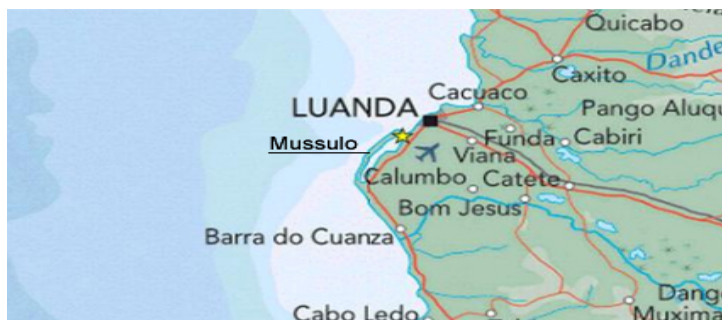 Quicabo
Dande
Caxito
Cacuaco
LUANDA
Pango Aluqu
Mussulo
Funda
Cabiri
Viana
Calumbo
Catete
Bom Jesus
Barra do Cuanza
Dang
Cabo Ledo
Muxima